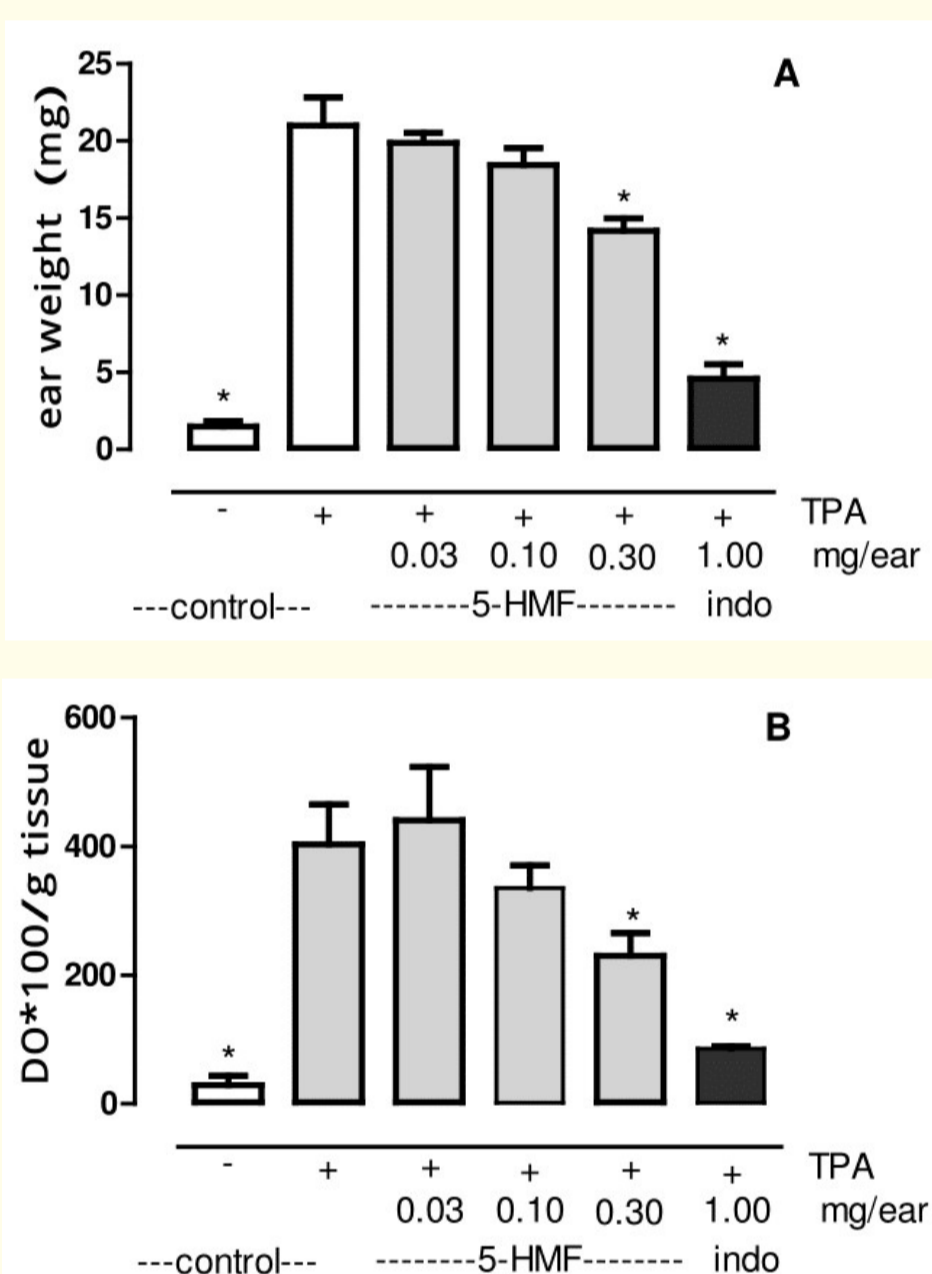 A
ear weight (mg)
25
20
15
10
5
0
* * *
- + + + + + TPA
0.03 0.10 0.30 1.00 mg/ear
---control--- --------5-HMF-------- indo
B
DO*100/g tissue
600
400
200
0
* * *
- + + + + + TPA
0.03 0.10 0.30 1.00 mg/ear
---control--- --------5-HMF-------- indo